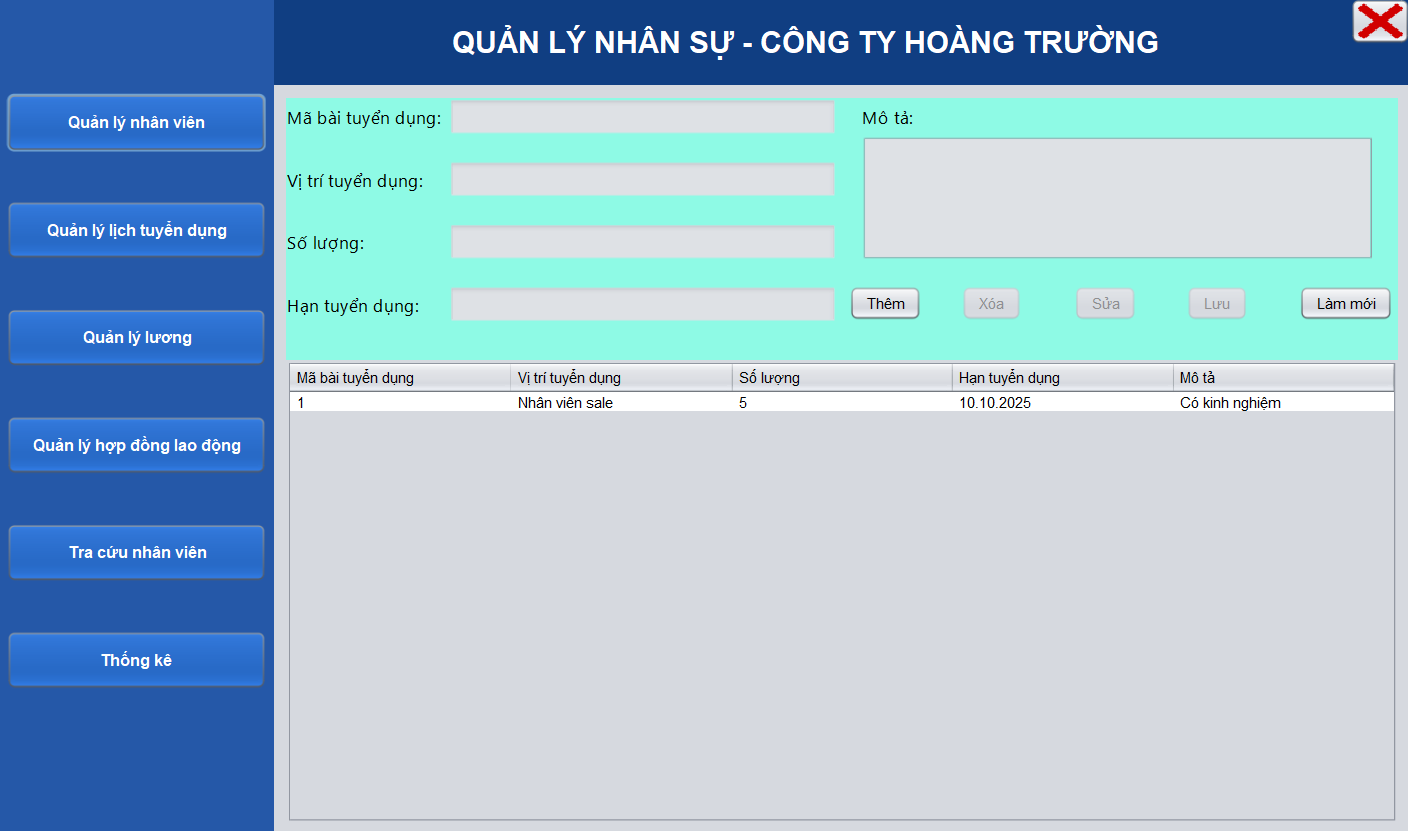 QUẢN LÝ NHÂN SỰ - CÔNG TY HOÀNG TRƯỜNG
Quản lý nhân viên
Quản lý lịch tuyển dụng
Quản lý lương
Quản lý hợp đồng lao động
Tra cứu nhân viên
Thống kê
Mã bài tuyển dụng:
Vị trí tuyển dụng:
Số lượng:
Hạn tuyển dụng:
Mô tả:
Thêm Xóa Sửa Lưu Làm mới
Mã bài tuyển dụng Vị trí tuyển dụng Số lượng Hạn tuyển dụng Mô tả
1 Nhân viên sale 5 10.10.2025 Có kinh nghiệm